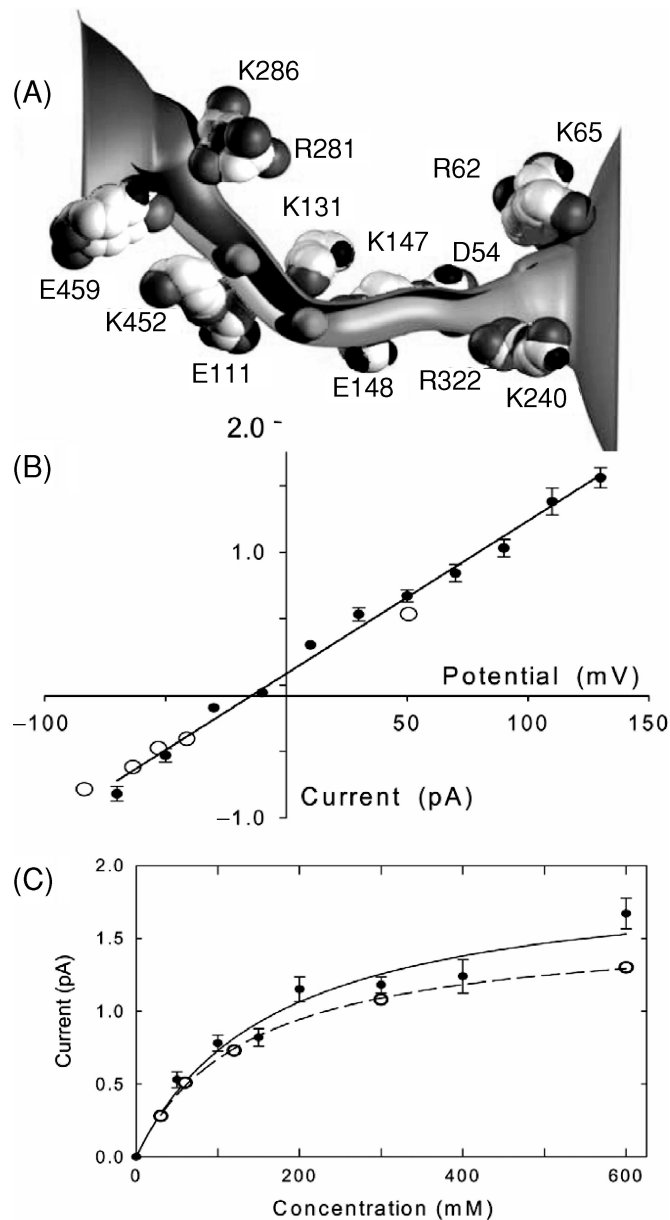 (A)
K286
R281
K65
R62
K131
K147
D54
E459
K452
E111
E148
R322
K240
(B)
2.0
1.0
Potential (mV)
−100
50
100
150
Current (pA)
−1.0
(C)
2.0
1.5
1.0
0.5
0.0
Current (pA)
0
200
400
600
Concentration (mM)